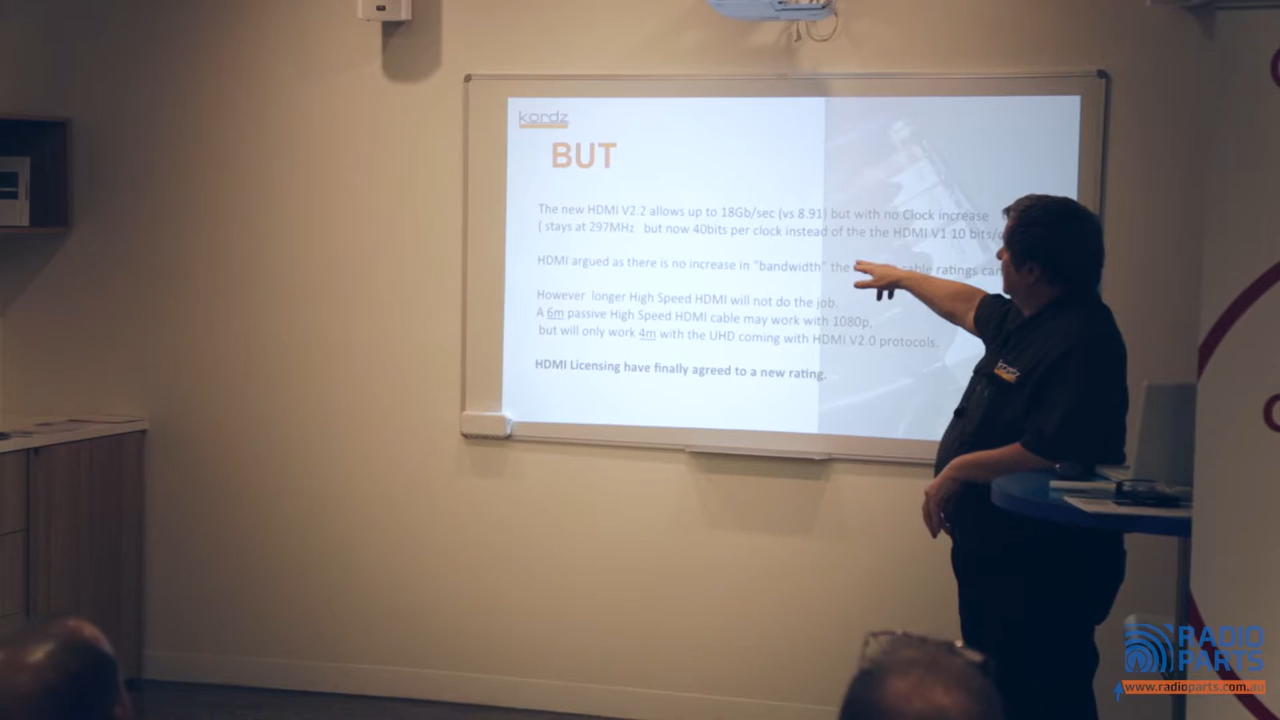 kordz
BUT
The new HDMI V2.2 allows up to 18Gb/sec (vs 8.91) but with no Clock increase
( stays at 297MHz but now 40bits per clock instead of the the HDMI V1 10 bits/
HDMI argued as there is no increase in "bandwidth" the cable ratings can
However longer High Speed HDMI will not do the job.
A 6m passive High Speed HDMI cable may work with 1080p,
but will only work 4m with the UHD coming with HDMI V2.0 protocols.
HDMI Licensing have finally agreed to a new rating.
kordz
RADIO
PARTS
www.radioparts.com.au